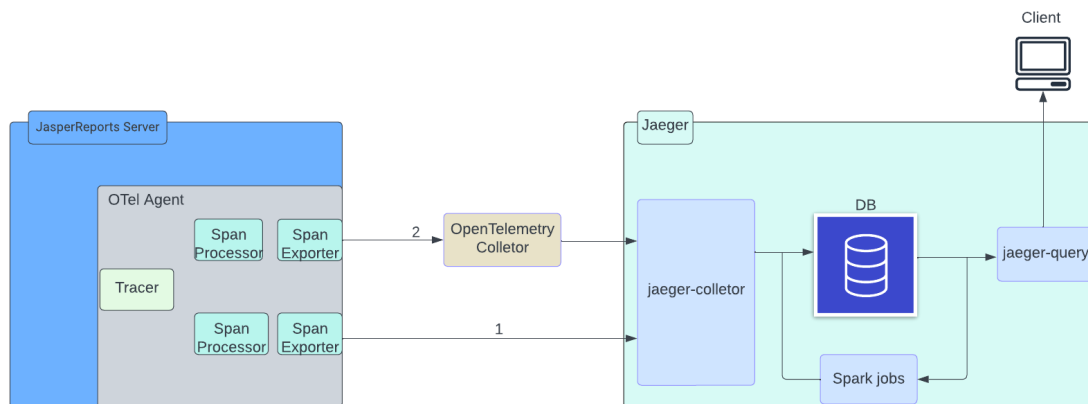 Client
JasperReports Server
Jaeger
OTel Agent
Span
Processor
Span
Exporter
2
OpenTelemetry
Colletor
DB
jaeger-query
Tracer
jaeger-colletor
Span
Processor
Span
Exporter
1
Spark jobs